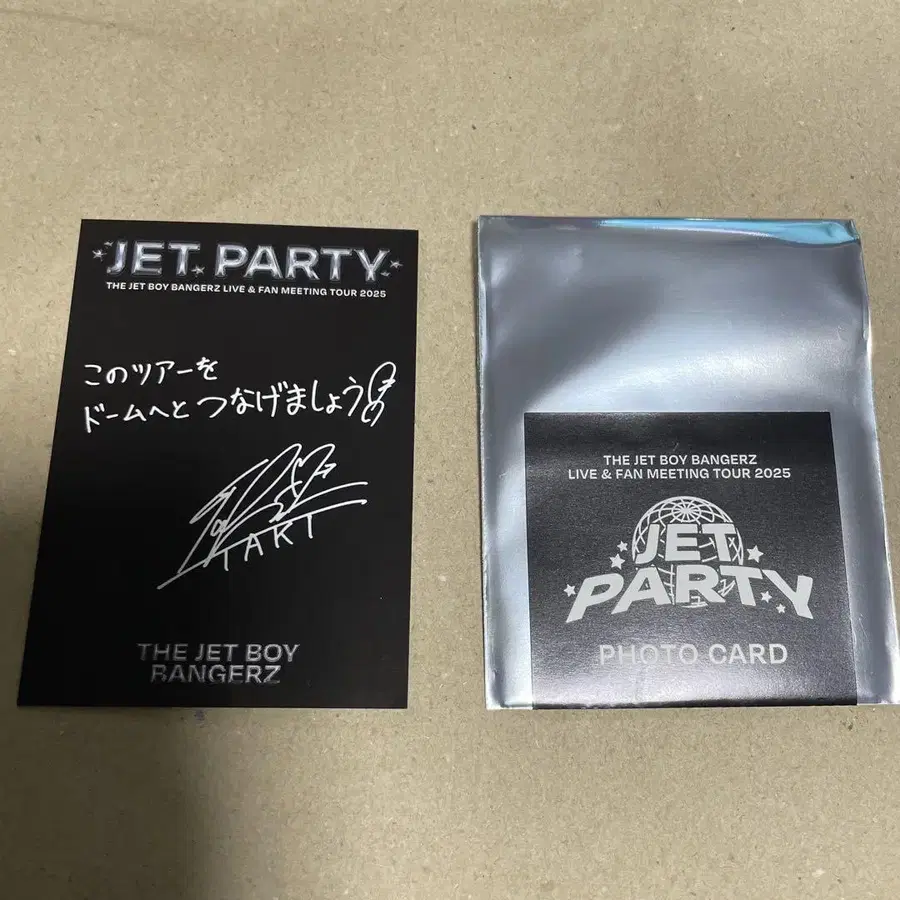 JET PARTY
THE JET BOY BANGERZ LIVE & FAN MEETING TOUR 2025
このツアーを
ドームへと つなげましょう
TAKI
THE JET BOY
BANGERZ
THE JET BOY BANGERZ
LIVE & FAN MEETING TOUR 2025
JET
PARTY
PHOTO CARD